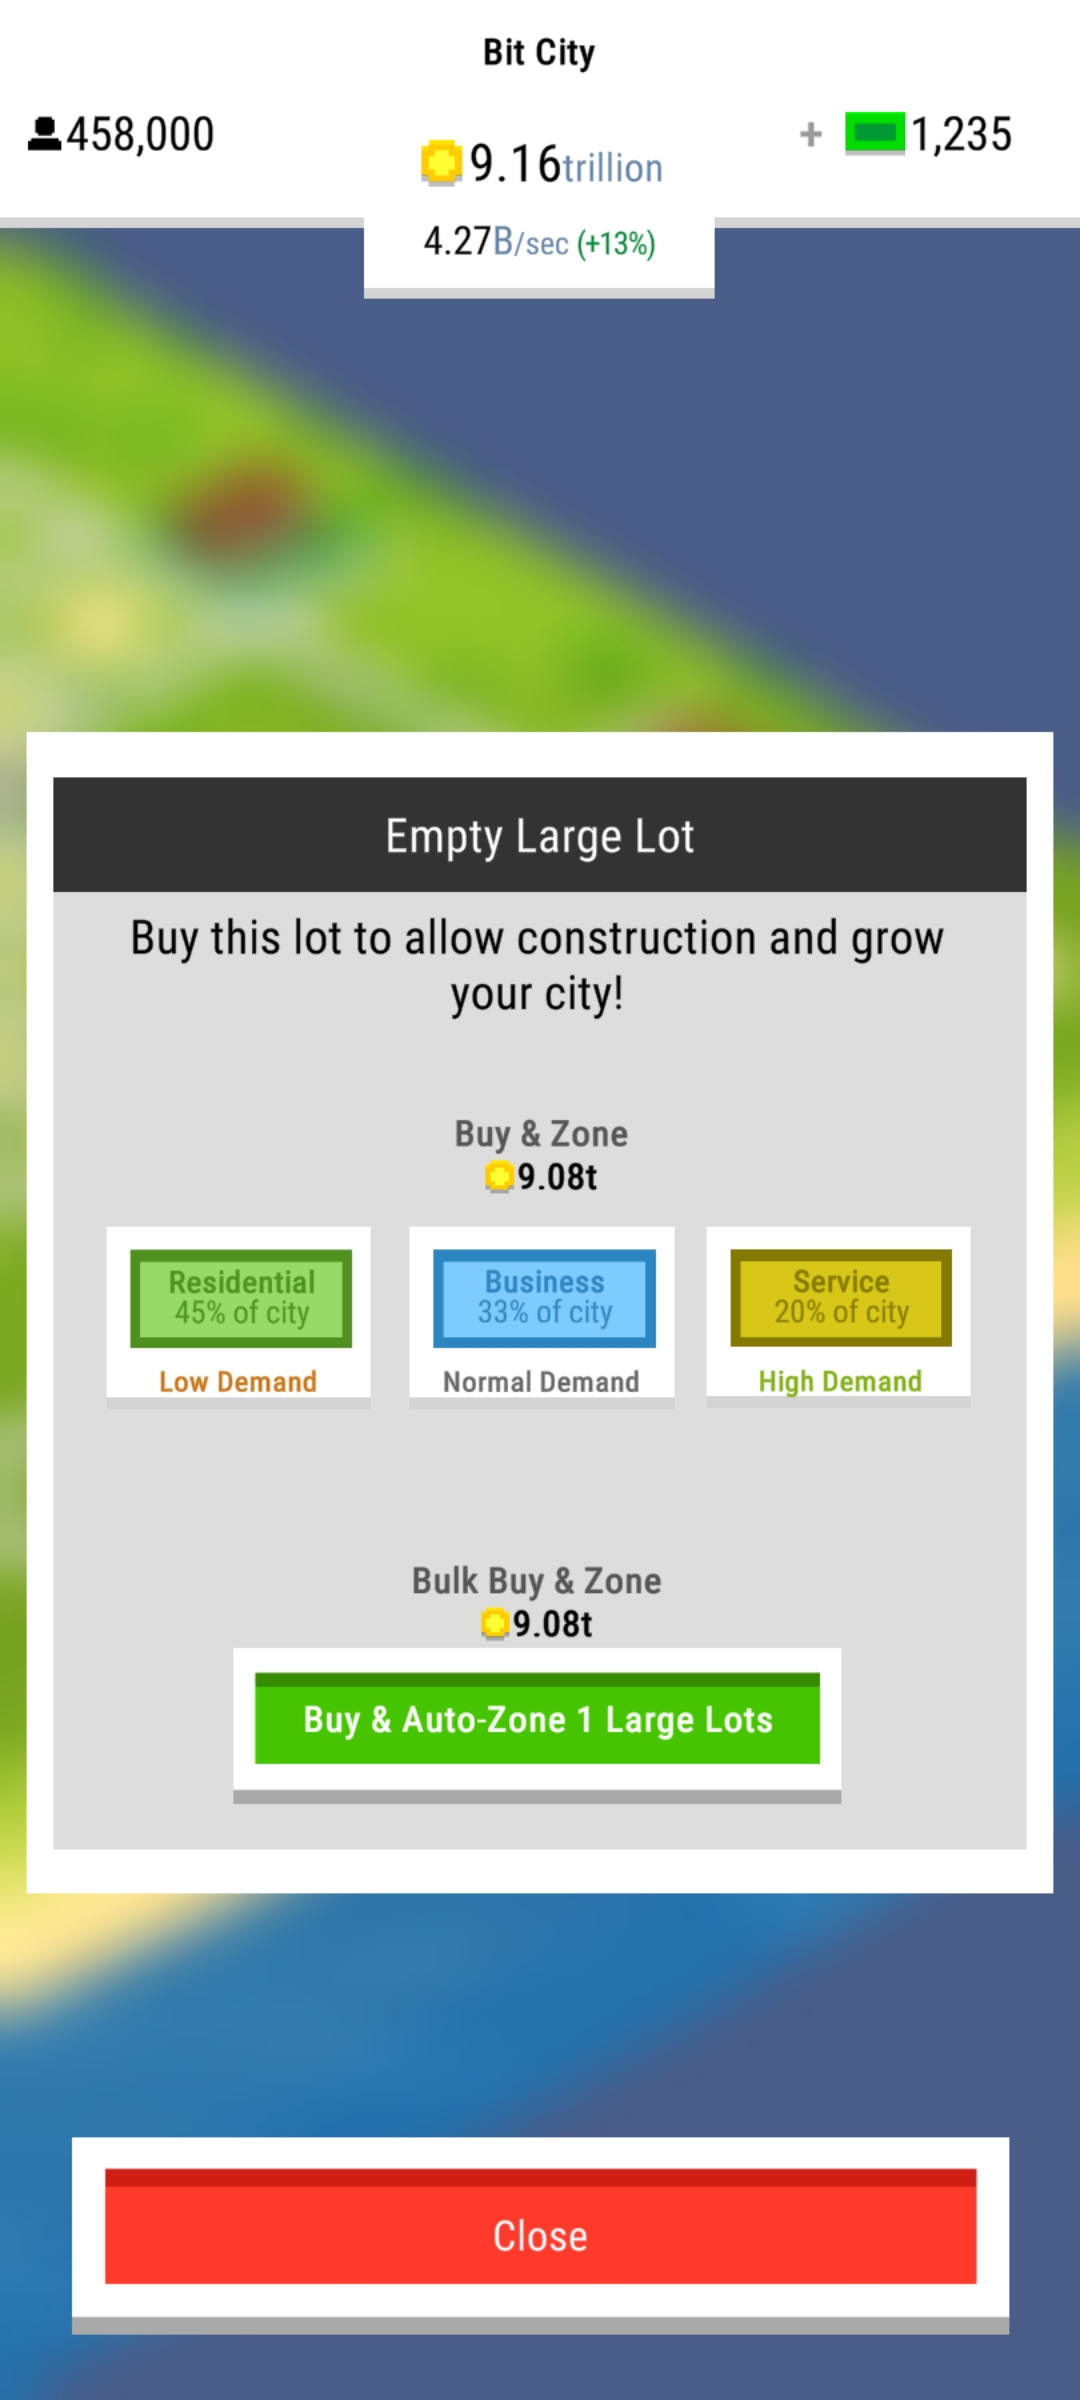 Bit City
458,000
9.16trillion
+ 1,235
4.27B/sec (+13%)
Empty Large Lot
Buy this lot to allow construction and grow
your city!
Buy & Zone
9.08t
Residential
45% of city
Low Demand
Business
33% of city
Normal Demand
Service
20% of city
High Demand
Bulk Buy & Zone
9.08t
Buy & Auto-Zone 1 Large Lots
Close